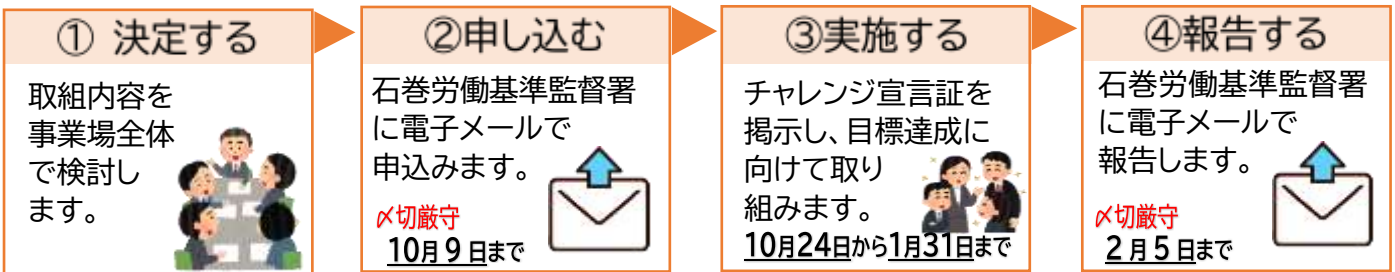 ① 決定する
取組内容を
事業場全体
で検討し
ます。
②申し込む
石巻労働基準監督署
に電子メールで
申込みます。
〆切厳守
10月9日まで
③実施する
チャレンジ宣言証を
掲示し、目標達成に
向けて取り
組みます。
10月24日から1月31日まで
④報告する
石巻労働基準監督署
に電子メールで
報告します。
〆切厳守
2月5日まで